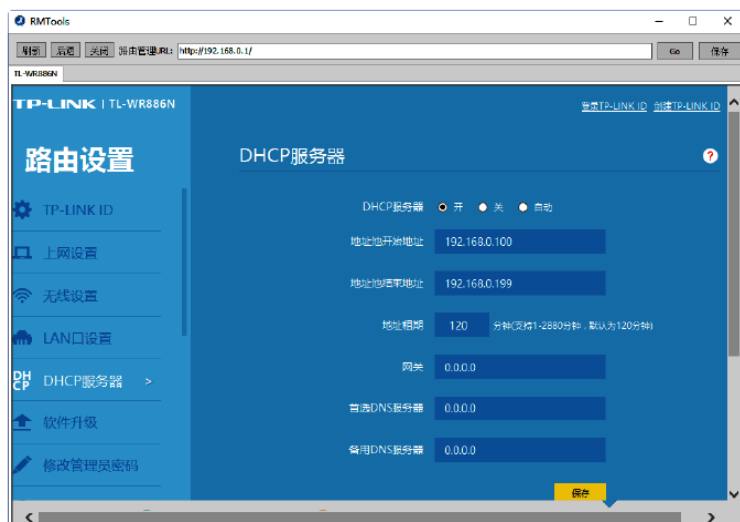 RMTools
刷新 后退 关闭 路由管理URL: http://192.168.0.1/ Go 保存
TL-WR886N
TP-LINK | TL-WR886N 登录TP-LINK ID 创建TP-LINK ID
路由设置
TP-LINK ID
上网设置
无线设置
LAN口设置
DHCP DHCP服务器 >
软件升级
修改管理员密码
DHCP服务器 ?
DHCP服务器 开 关 自动
地址池开始地址 192.168.0.100
地址池结束地址 192.168.0.199
地址租期 120 分钟(支持1-2880分钟，默认为120分钟)
网关 0.0.0.0
首选DNS服务器 0.0.0.0
备用DNS服务器 0.0.0.0
保存